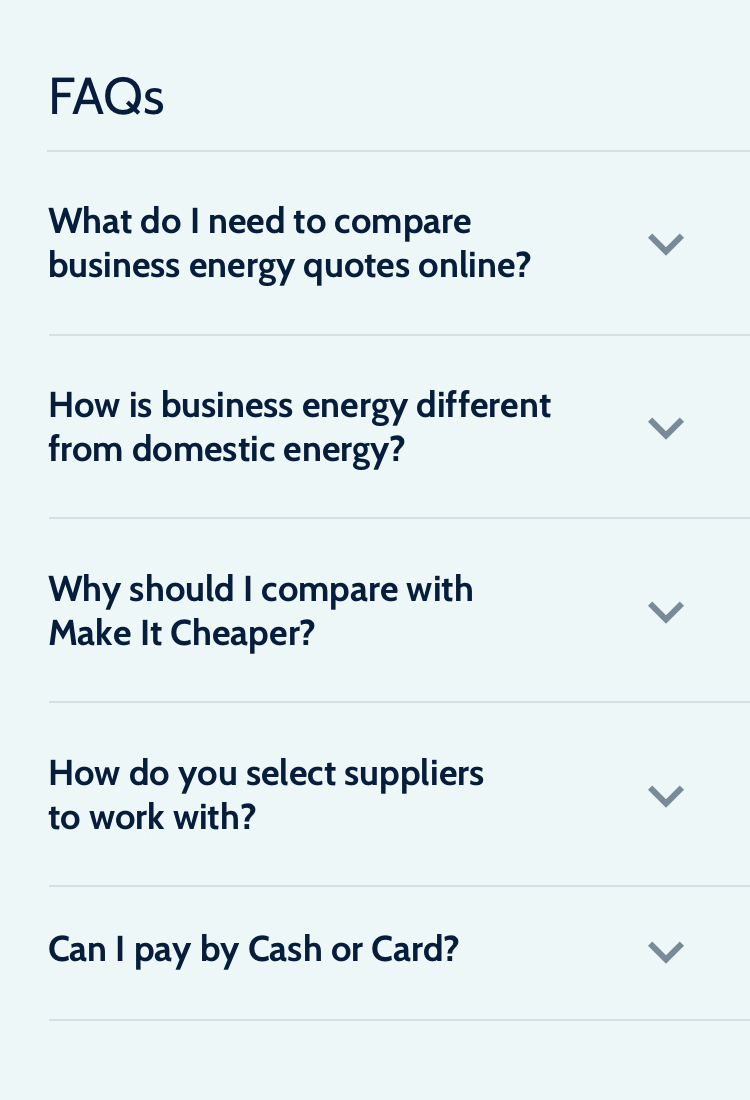 FAQs
What do I need to compare
business energy quotes online?
How is business energy different
from domestic energy?
Why should I compare with
Make It Cheaper?
How do you select suppliers
to work with?
Can I pay by Cash or Card?